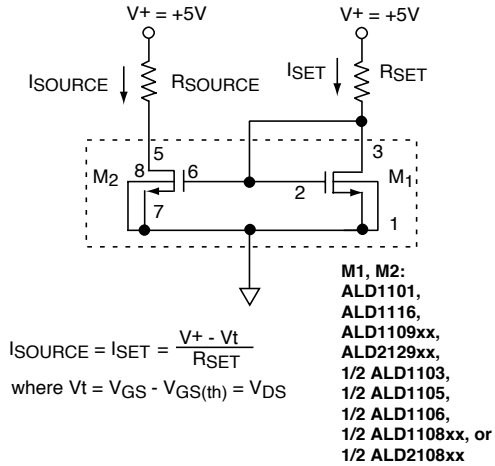 V+ = +5V
V+ = +5V
ISOURCE
RSOURCE
ISET
RSET
5
3
M2
8
6
2
M1
7
1
M1, M2:
ALD1101,
ALD1116,
ALD1109xx,
ALD2129xx,
1/2 ALD1103,
1/2 ALD1105,
1/2 ALD1106,
1/2 ALD1108xx, or
1/2 ALD2108xx
ISOURCE = ISET = V+ - Vt
RSET
where Vt = VGS - VGS(th) = VDS